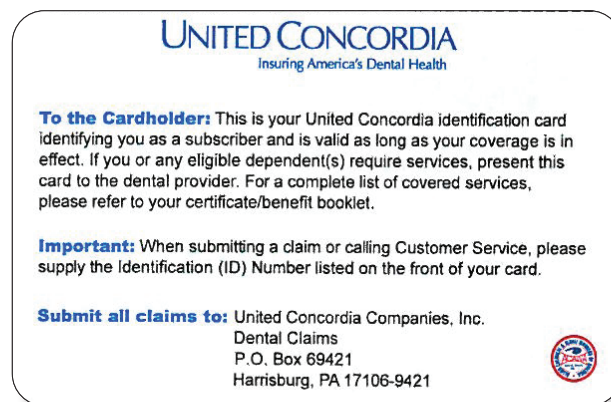 UNITED CONCORDIA
Insuring America's Dental Health
To the Cardholder: This is your United Concordia identification card
identifying you as a subscriber and is valid as long as your coverage is in
effect. If you or any eligible dependent(s) require services, present this
card to the dental provider. For a complete list of covered services,
please refer to your certificate/benefit booklet.
Important: When submitting a claim or calling Customer Service, please
supply the Identification (ID) Number listed on the front of your card.
Submit all claims to: United Concordia Companies, Inc.
Dental Claims
P.O. Box 69421
Harrisburg, PA 17106-9421